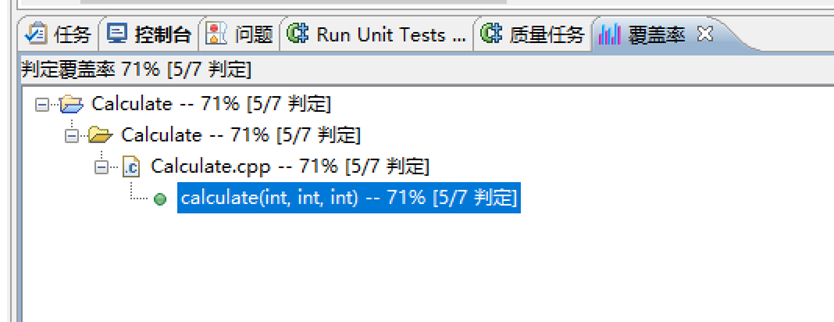 任务 控制台 问题 Run Unit Tests ... 质量任务 覆盖率
判定覆盖率 71% [5/7 判定]
Calculate -- 71% [5/7 判定]
Calculate -- 71% [5/7 判定]
Calculate.cpp -- 71% [5/7 判定]
calculate(int, int, int) -- 71% [5/7 判定]